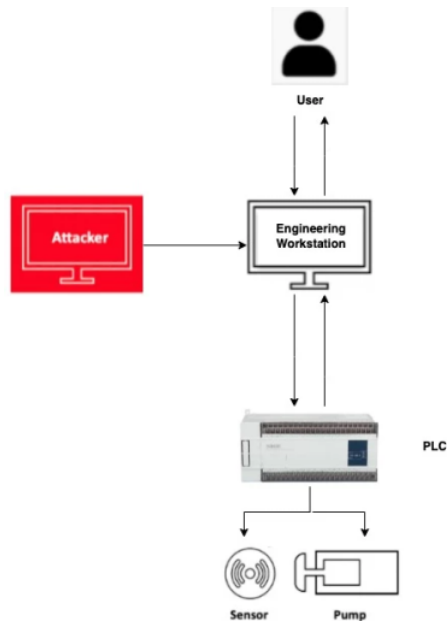 User
Attacker
Engineering
Workstation
PLC
Sensor
Pump